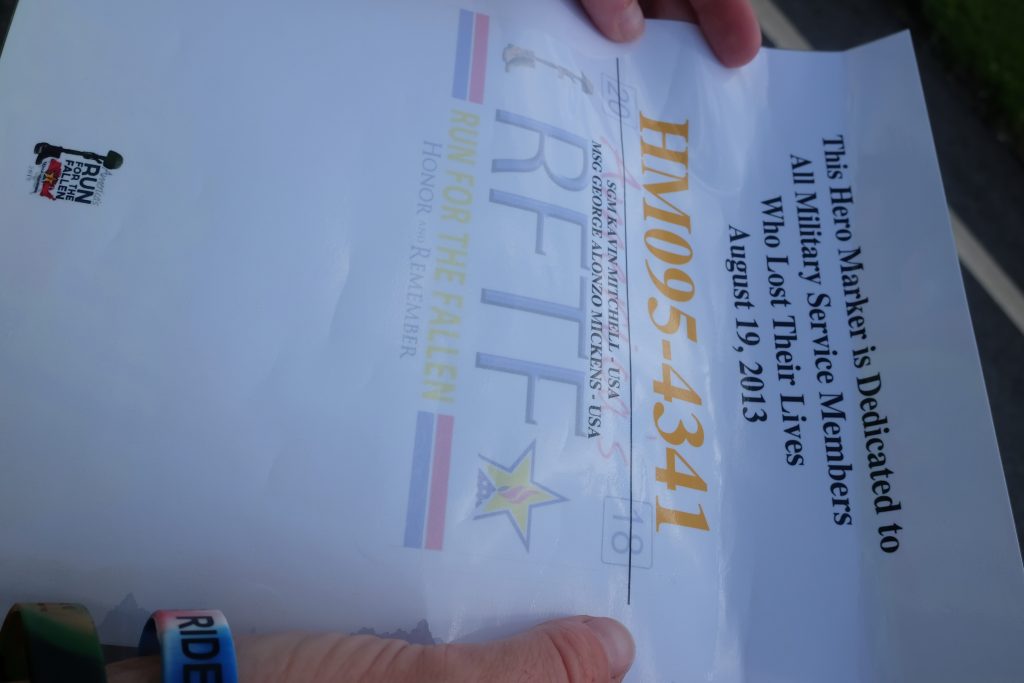 This Hero Marker is Dedicated to
All Military Service Members
Who Lost Their Lives
August 19, 2013
HM095-4341
20 18
SGM KAVIN MITCHELL - USA
MSG GEORGE ALONZO MICKENS - USA
RFTF
RUN FOR THE FALLEN
HONOR AND REMEMBER
RUN
FOR THE
FALLEN
RIDE